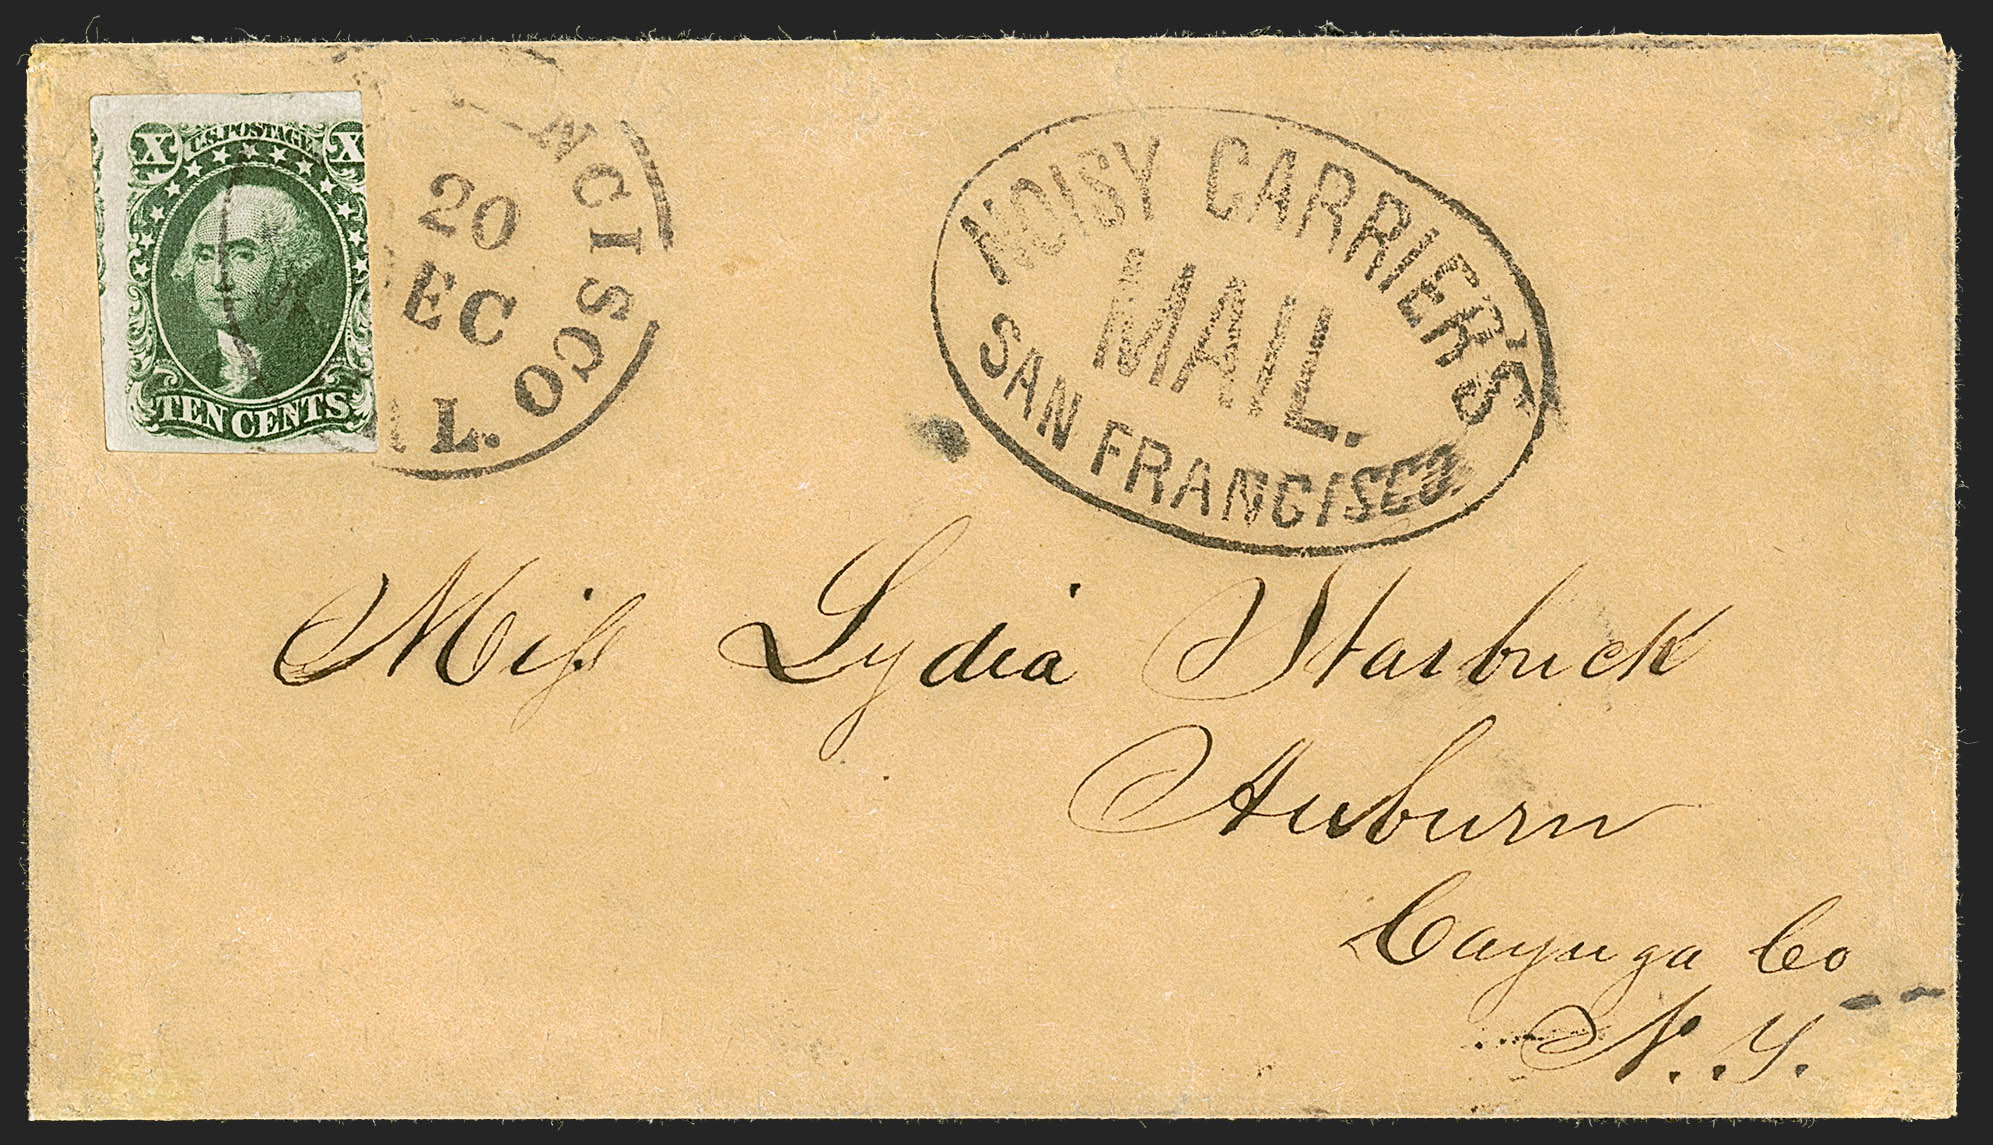 X U.S. POSTAGE X
TEN CENTS
NCISCO
20
EC
L.
NOISY CARRIER'S
MAIL.
SAN FRANCISCO
Miss Lydia Starbuck
Auburn
Cayuga Co
N.Y.